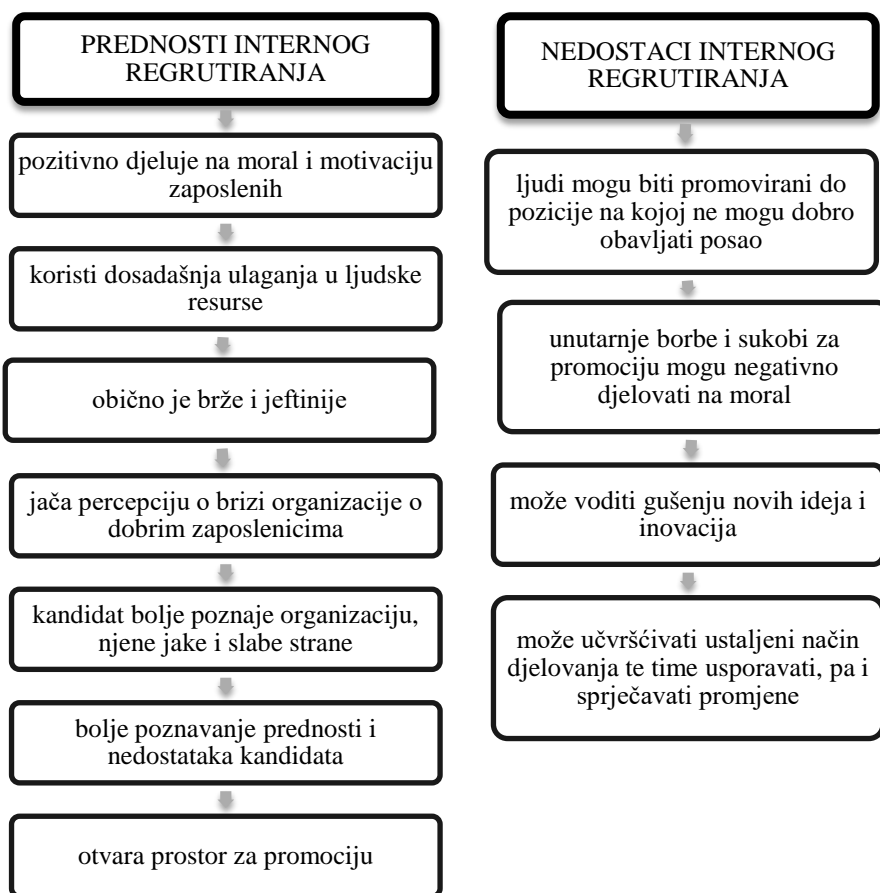 PREDNOSTI INTERNOG
REGRUTIRANJA
pozitivno djeluje na moral i motivaciju
zaposlenih
koristi dosadašnja ulaganja u ljudske
resurse
obično je brže i jeftinije
jača percepciju o brizi organizacije o
dobrim zaposlenicima
kandidat bolje poznaje organizaciju,
njene jake i slabe strane
bolje poznavanje prednosti i
nedostataka kandidata
otvara prostor za promociju
NEDOSTACI INTERNOG
REGRUTIRANJA
ljudi mogu biti promovirani do
pozicije na kojoj ne mogu dobro
obavljati posao
unutarnje borbe i sukobi za
promociju mogu negativno
djelovati na moral
može voditi gušenju novih ideja i
inovacija
može učvršćivati ustaljeni način
djelovanja te time usporavati, pa i
sprječavati promjene